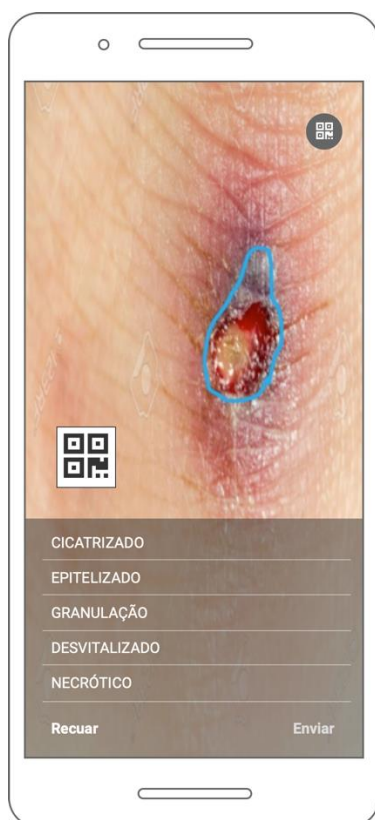 CICATRIZADO
EPITELIZADO
GRANULAÇÃO
DESVITALIZADO
NECRÓTICO
Recuar Enviar